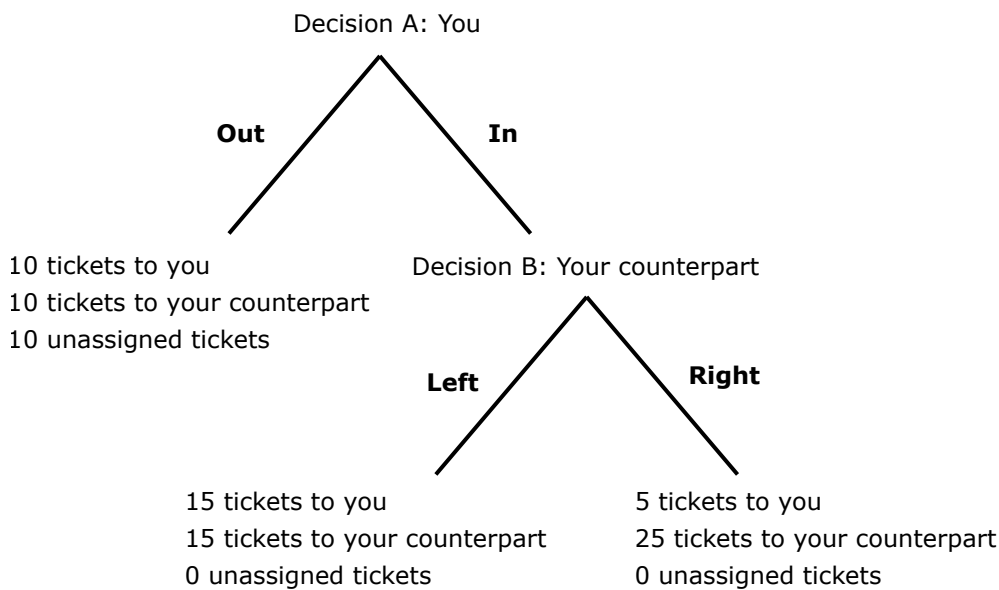 Decision A: You
Out
In
10 tickets to you
10 tickets to your counterpart
10 unassigned tickets
Decision B: Your counterpart
Left
Right
15 tickets to you
15 tickets to your counterpart
0 unassigned tickets
5 tickets to you
25 tickets to your counterpart
0 unassigned tickets